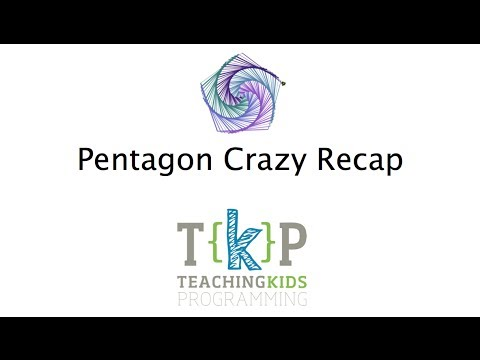 Pentagon Crazy Recap
T{k}P
TEACHINGKIDS
PROGRAMMING